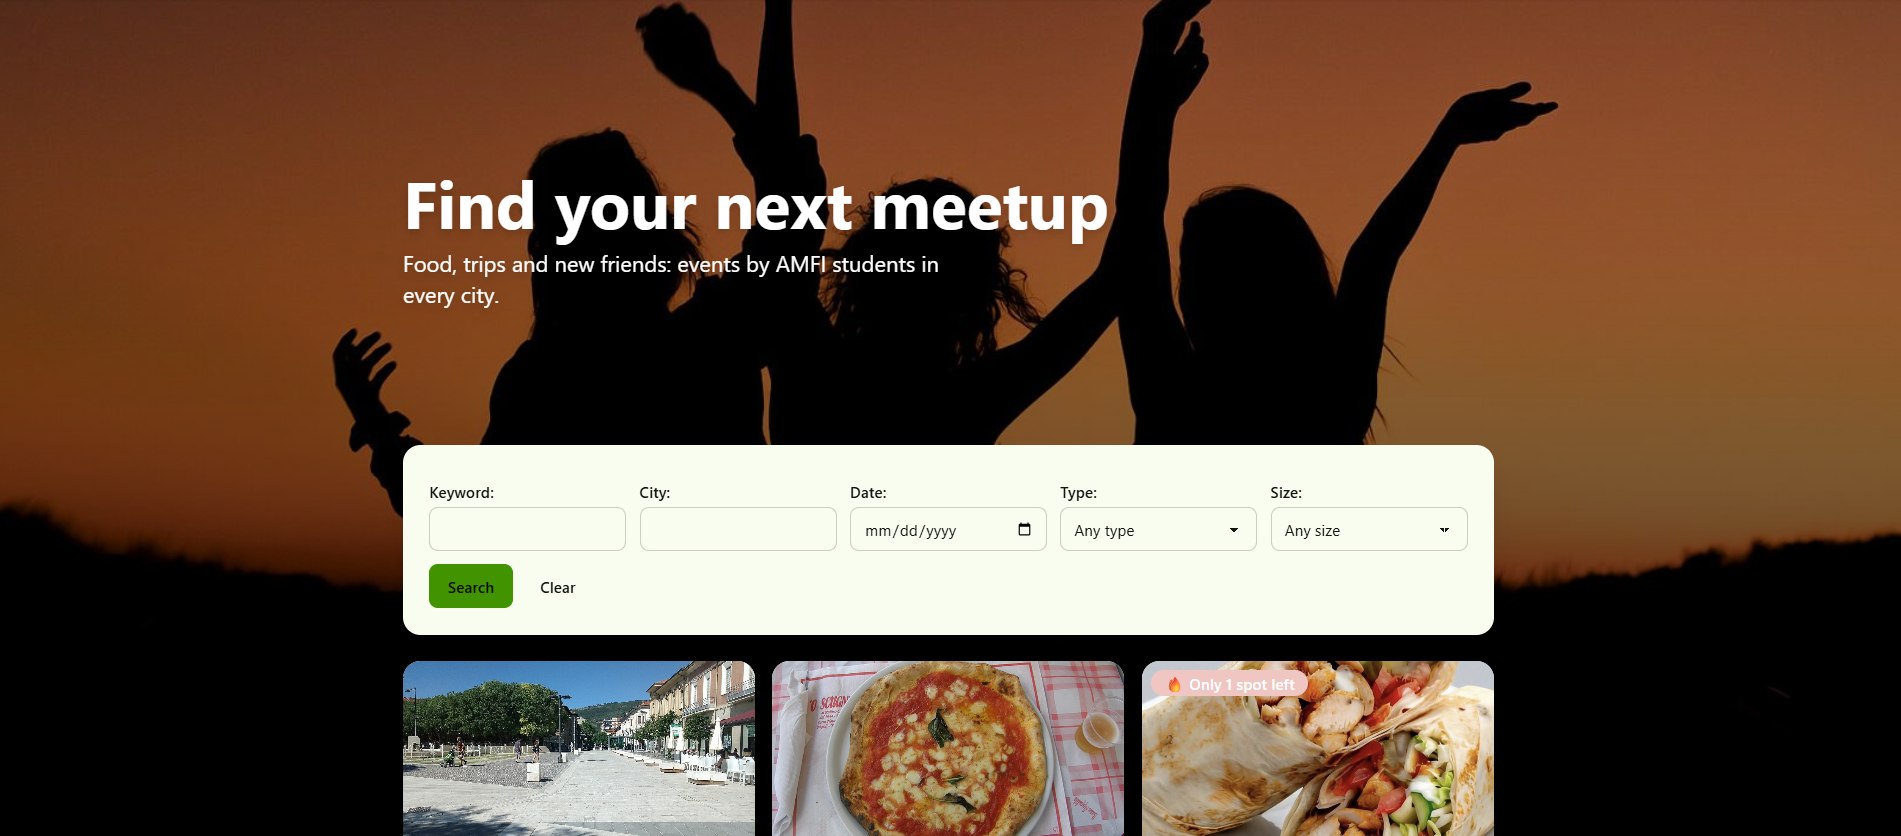 Find your next meetup
Food, trips and new friends: events by AMFI students in
every city.
Keyword:
City:
Date:
Type:
Size:
mm/dd/yyyy
Any type
Any size
Search
Clear
🔥 Only 1 spot left